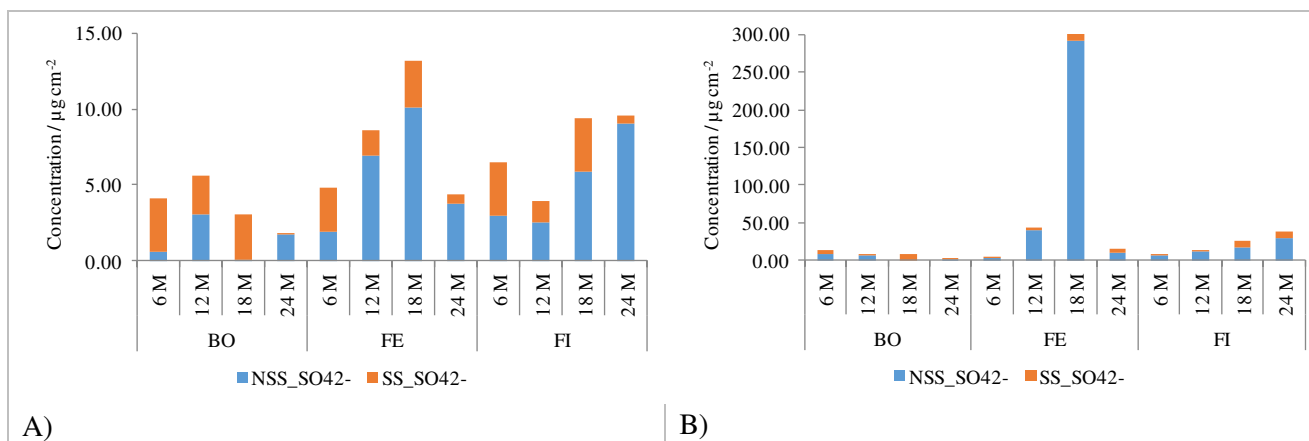 15.00
10.00
5.00
0.00
Concentration / µg cm-2
6 M 12 M 18 M 24 M 6 M 12 M 18 M 24 M 6 M 12 M 18 M 24 M
BO FE FI
NSS_SO42- SS_SO42-
A)
300.00
250.00
200.00
150.00
100.00
50.00
0.00
Concentration / µg cm-2
6 M 12 M 18 M 24 M 6 M 12 M 18 M 24 M 6 M 12 M 18 M 24 M
BO FE FI
NSS_SO42- SS_SO42-
B)